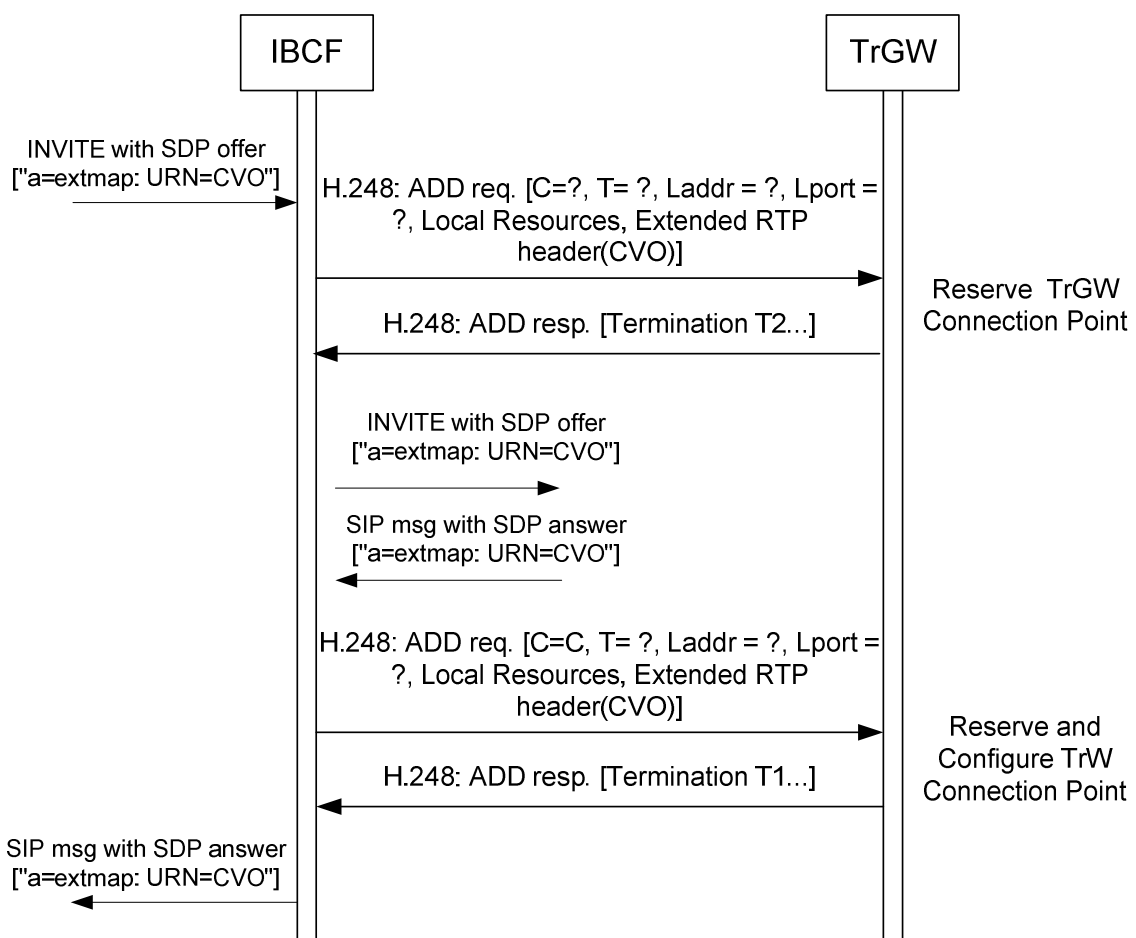 IBCF
TrGW
INVITE with SDP offer
["a=extmap: URN=CVO"]
H.248: ADD req. [C=?, T= ?, Laddr = ?, Lport =
?, Local Resources, Extended RTP
header(CVO)]
Reserve TrGW
Connection Point
H.248: ADD resp. [Termination T2...]
INVITE with SDP offer
["a=extmap: URN=CVO"]
SIP msg with SDP answer
["a=extmap: URN=CVO"]
H.248: ADD req. [C=C, T= ?, Laddr = ?, Lport =
?, Local Resources, Extended RTP
header(CVO)]
Reserve and
Configure TrW
Connection Point
H.248: ADD resp. [Termination T1...]
SIP msg with SDP answer
["a=extmap: URN=CVO"]